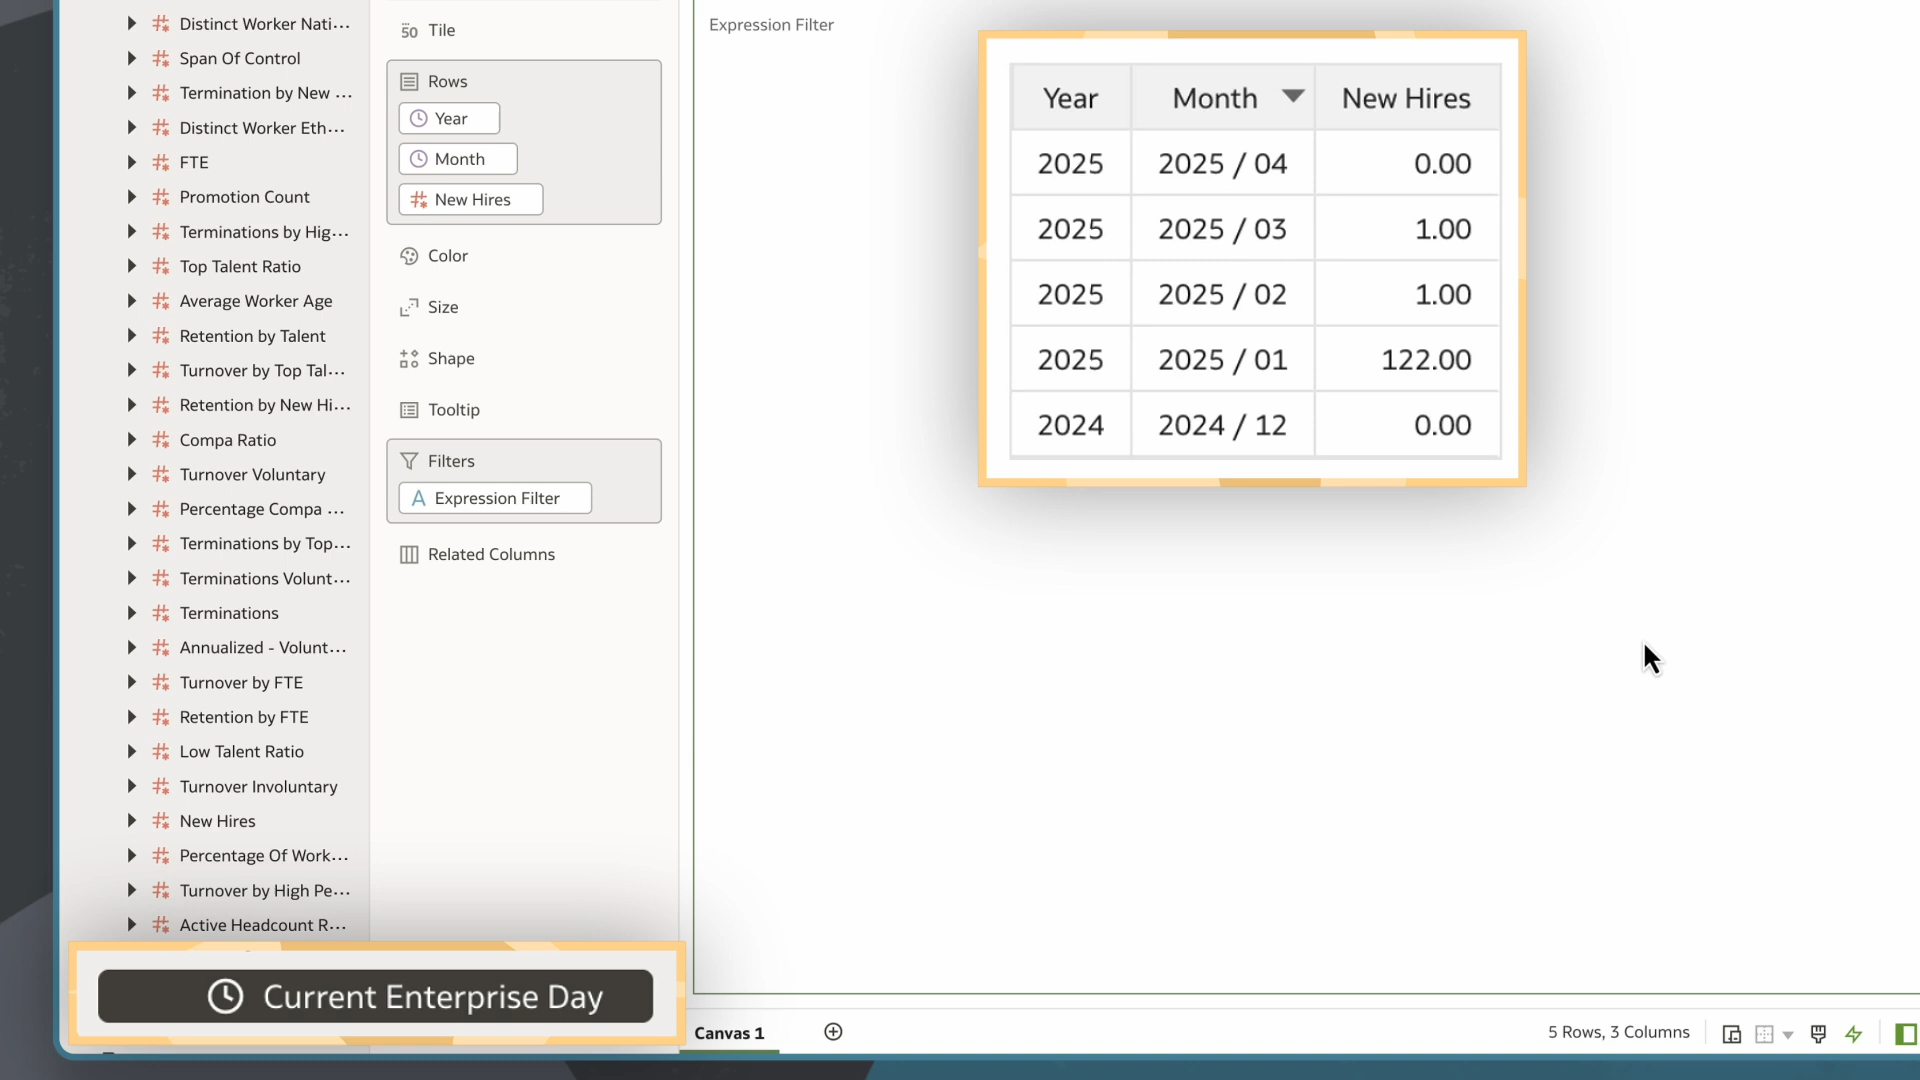 Distinct Worker Nati...
Span Of Control
Termination by New ...
Distinct Worker Eth...
FTE
Promotion Count
Terminations by Hig...
Top Talent Ratio
Average Worker Age
Retention by Talent
Turnover by Top Tal...
Retention by New Hi...
Compa Ratio
Turnover Voluntary
Percentage Compa ...
Terminations by Top...
Terminations Volunt...
Terminations
Annualized - Volunt...
Turnover by FTE
Retention by FTE
Low Talent Ratio
Turnover Involuntary
New Hires
Percentage Of Work...
Turnover by High Pe...
Active Headcount R...
Current Enterprise Day
50 Tile
Rows
Year
Month
New Hires
Color
Size
Shape
Tooltip
Filters
A Expression Filter
Related Columns
Expression Filter
Year Month New Hires
2025 2025 / 04 0.00
2025 2025 / 03 1.00
2025 2025 / 02 1.00
2025 2025 / 01 122.00
2024 2024 / 12 0.00
Canvas 1
5 Rows, 3 Columns